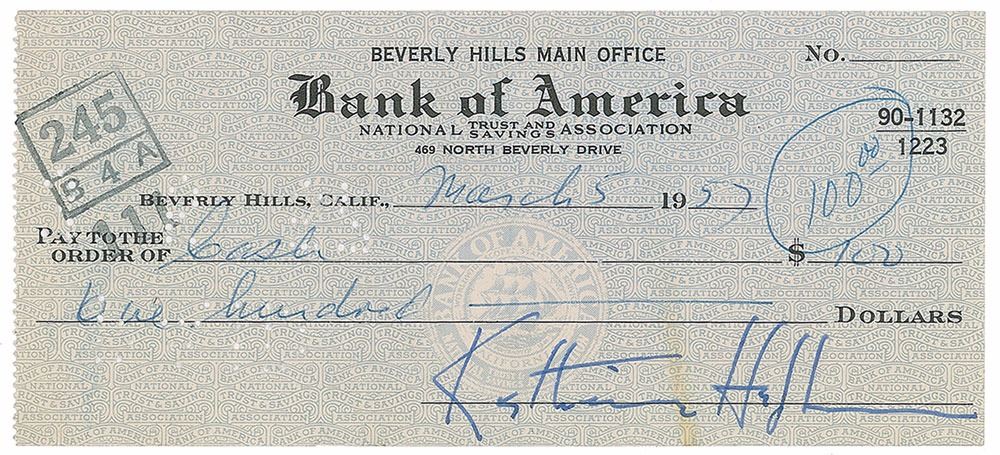 BEVERLY HILLS MAIN OFFICE No.
Bank of America
NATIONAL TRUST AND SAVINGS ASSOCIATION
469 NORTH BEVERLY DRIVE
90-1132
1223
245
B 4 A
100 00
BEVERLY HILLS, CALIF., March 5 1957
PAY TO THE
ORDER OF Cash $ 100
One hundred DOLLARS
Katharine Hepburn